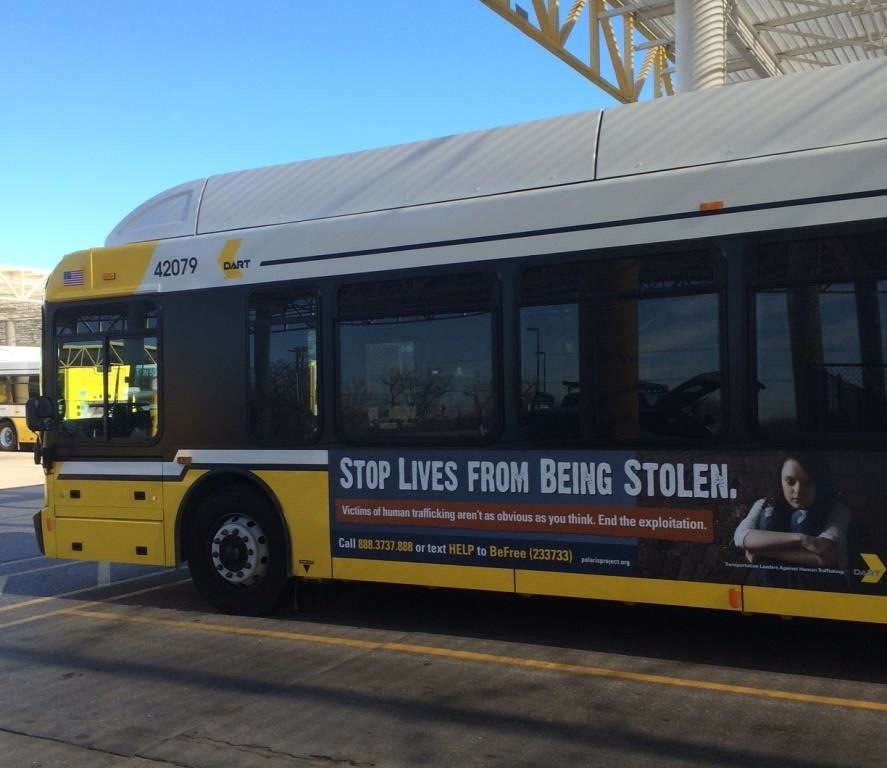 42079
DART
STOP LIVES FROM BEING STOLEN.
Victims of human trafficking aren't as obvious as you think. End the exploitation.
Call 888.3737.888 or text HELP to BeFree (233733)
polarisproject.org
Transportation Leaders Against Human Trafficking
DART